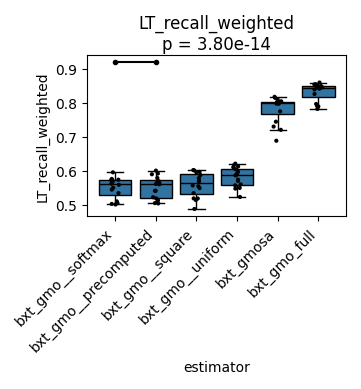 LT_recall_weighted
p = 3.80e-14
LT_recall_weighted
0.9
0.8
0.7
0.6
0.5
bxt_gmo__softmax
bxt_gmo__precomputed
bxt_gmo__square
bxt_gmo__uniform
bxt_gmosa
bxt_gmo_full
estimator